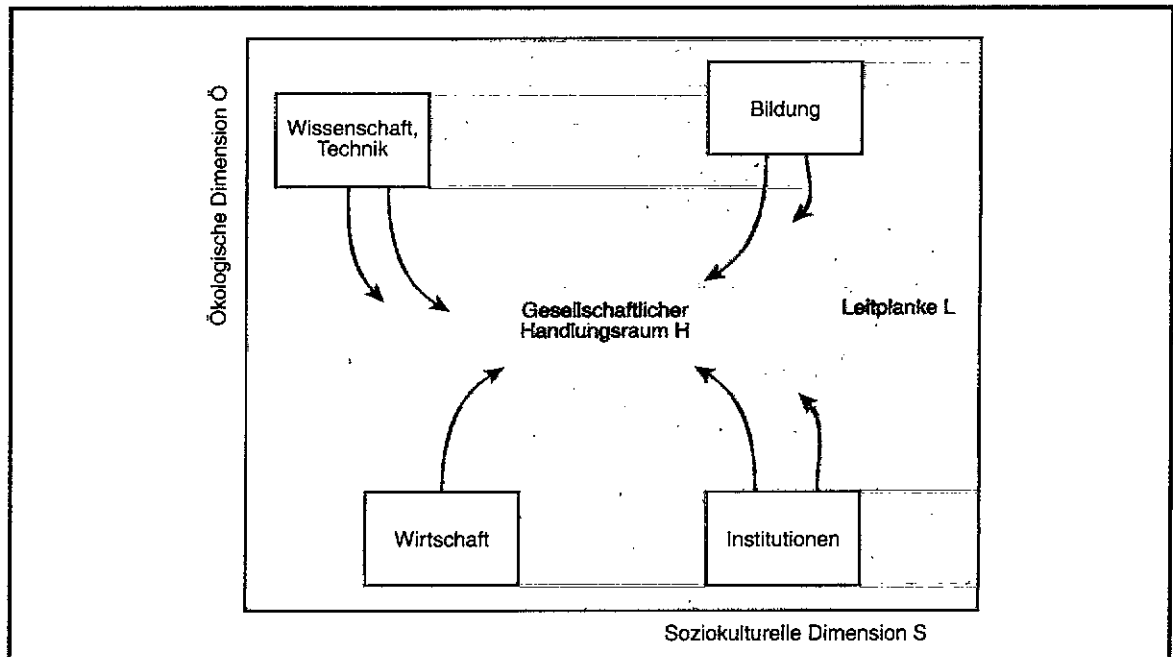 Ökologische Dimension Ö
Wissenschaft,
Technik
Bildung
Gesellschaftlicher
Handlungsraum H
Leitplanke L
Wirtschaft
Institutionen
Soziokulturelle Dimension S